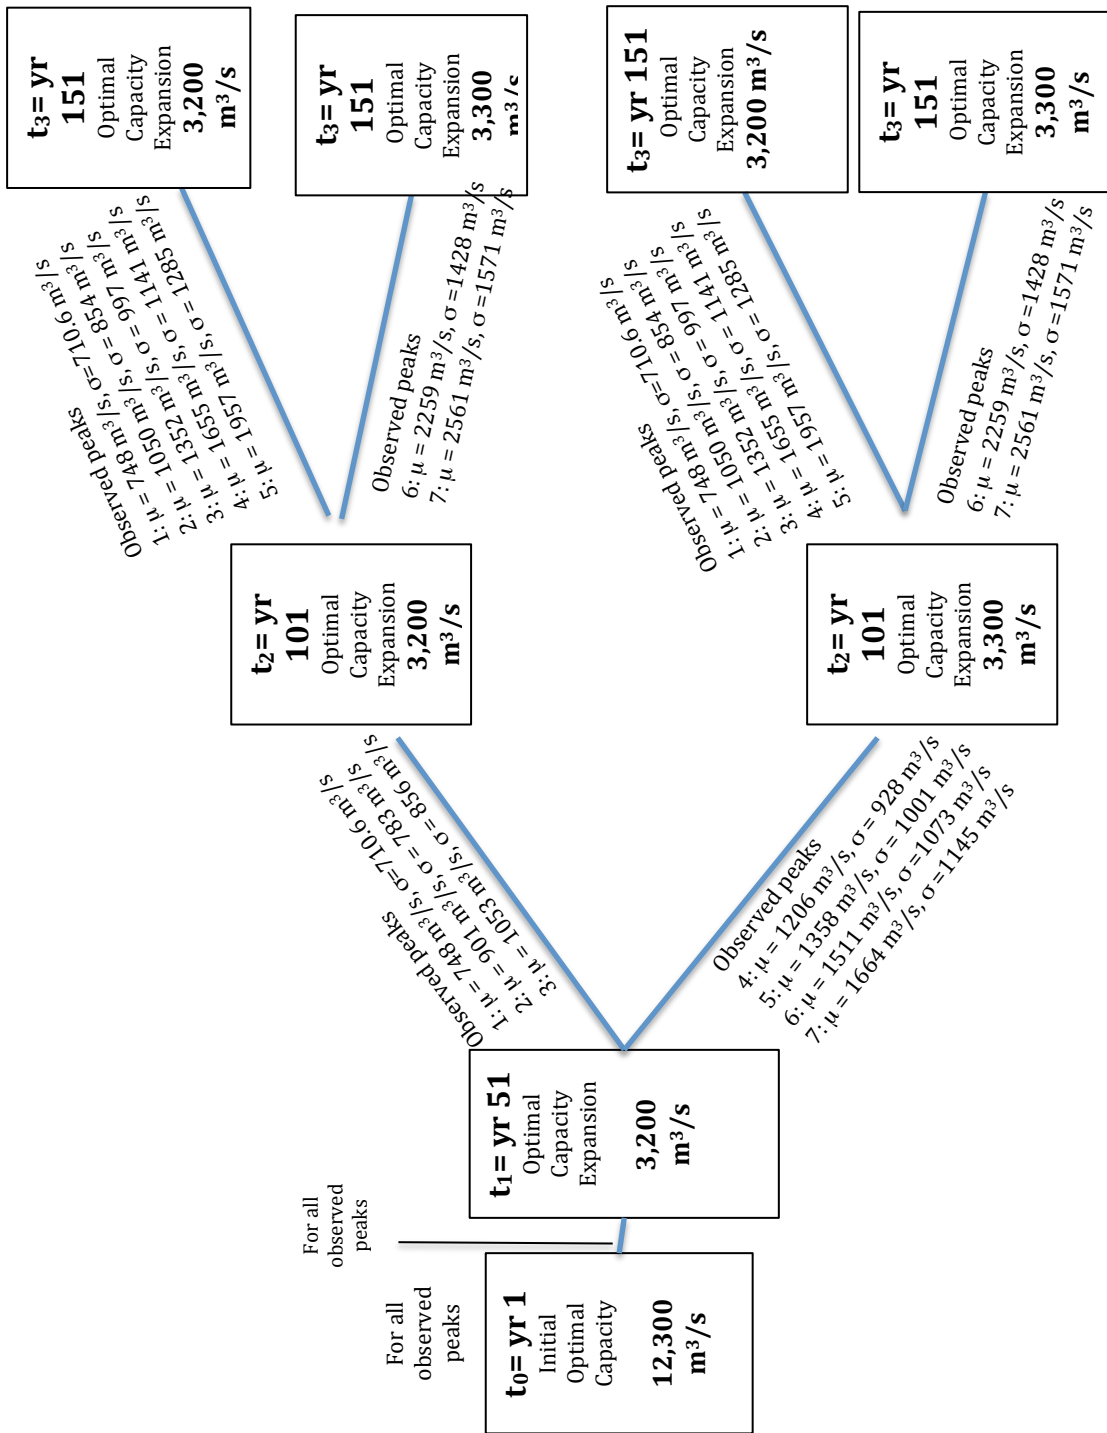 t₃= yr
151
Optimal
Capacity
Expansion
3,200
m³/s
t₃= yr
151
Optimal
Capacity
Expansion
3,300
m³/s
t₃= yr 151
Optimal
Capacity
Expansion
3,200 m³/s
t₃= yr
151
Optimal
Capacity
Expansion
3,300
m³/s
Observed peaks
1: μ = 748 m³/s, σ=710.6 m³/s
2: μ = 1050 m³/s, σ = 854 m³/s
3: μ = 1352 m³/s, σ = 997 m³/s
4: μ = 1655 m³/s, σ = 1141 m³/s
5: μ = 1957 m³/s, σ = 1285 m³/s
Observed peaks
6: μ = 2259 m³/s, σ =1428 m³/s
7: μ = 2561 m³/s, σ =1571 m³/s
Observed peaks
1: μ = 748 m³/s, σ=710.6 m³/s
2: μ = 1050 m³/s, σ = 854 m³/s
3: μ = 1352 m³/s, σ = 997 m³/s
4: μ = 1655 m³/s, σ = 1141 m³/s
5: μ = 1957 m³/s, σ = 1285 m³/s
Observed peaks
6: μ = 2259 m³/s, σ =1428 m³/s
7: μ = 2561 m³/s, σ =1571 m³/s
t₂= yr
101
Optimal
Capacity
Expansion
3,200
m³/s
t₂= yr
101
Optimal
Capacity
Expansion
3,300
m³/s
Observed peaks
1: μ = 748 m³/s, σ=710.6 m³/s
2: μ = 901 m³/s, σ = 783 m³/s
3: μ = 1053 m³/s, σ = 856 m³/s
Observed peaks
4: μ = 1206 m³/s, σ = 928 m³/s
5: μ = 1358 m³/s, σ = 1001 m³/s
6: μ = 1511 m³/s, σ =1073 m³/s
7: μ = 1664 m³/s, σ =1145 m³/s
t₁= yr 51
Optimal
Capacity
Expansion
3,200
m³/s
For all
observed
peaks
For all
observed
peaks
t₀= yr 1
Initial
Optimal
Capacity
12,300
m³/s